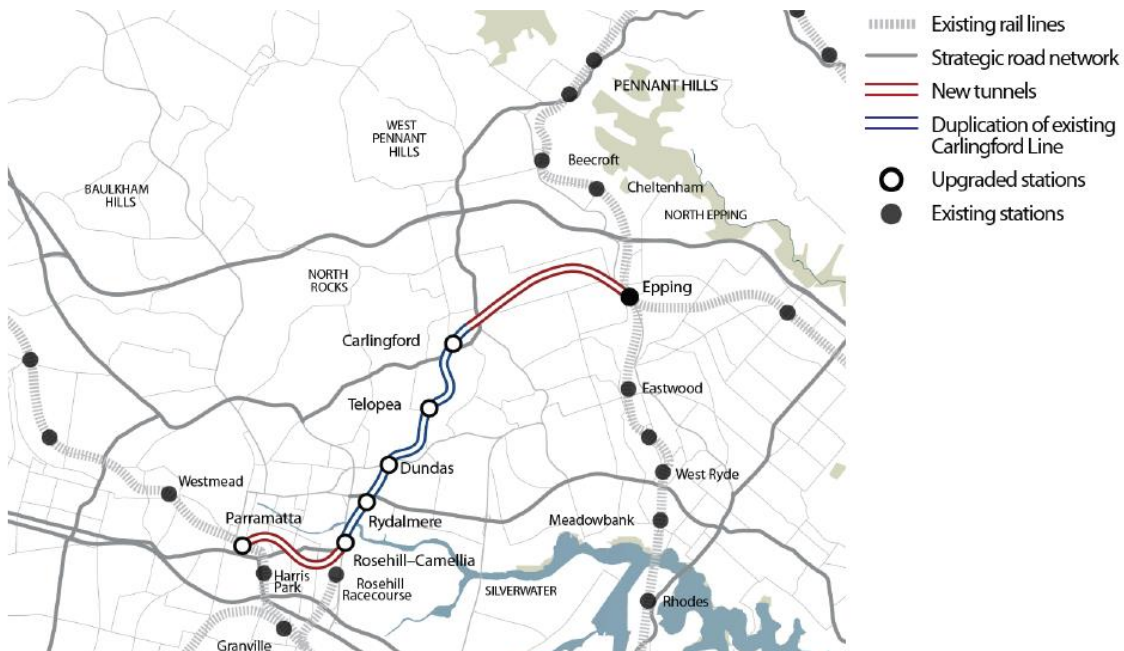 Existing rail lines
Strategic road network
New tunnels
Duplication of existing
Carlingford Line
Upgraded stations
Existing stations
PENNANT HILLS
WEST
PENNANT
HILLS
Beecroft
BAULKHAM
HILLS
Cheltenham
NORTH EPPING
NORTH
ROCKS
Epping
Carlingford
Eastwood
Telopea
Dundas
West Ryde
Westmead
Parramatta
Rydalmere
Meadowbank
Rosehill–Camellia
Harris
Park
Rosehill
Racecourse
SILVERWATER
Rhodes
Granville